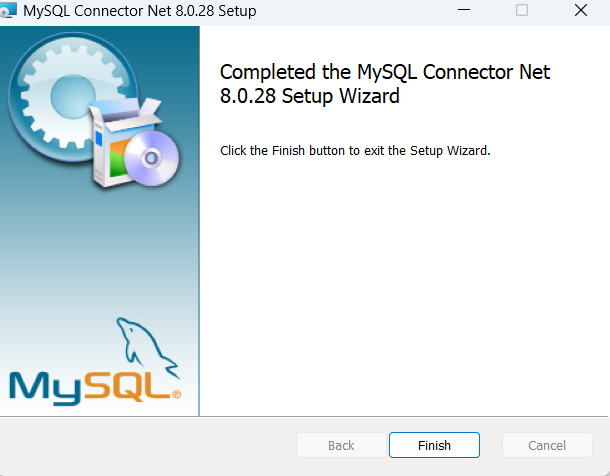 MySQL Connector Net 8.0.28 Setup
Completed the MySQL Connector Net
8.0.28 Setup Wizard
Click the Finish button to exit the Setup Wizard.
MySQL®
Back
Finish
Cancel